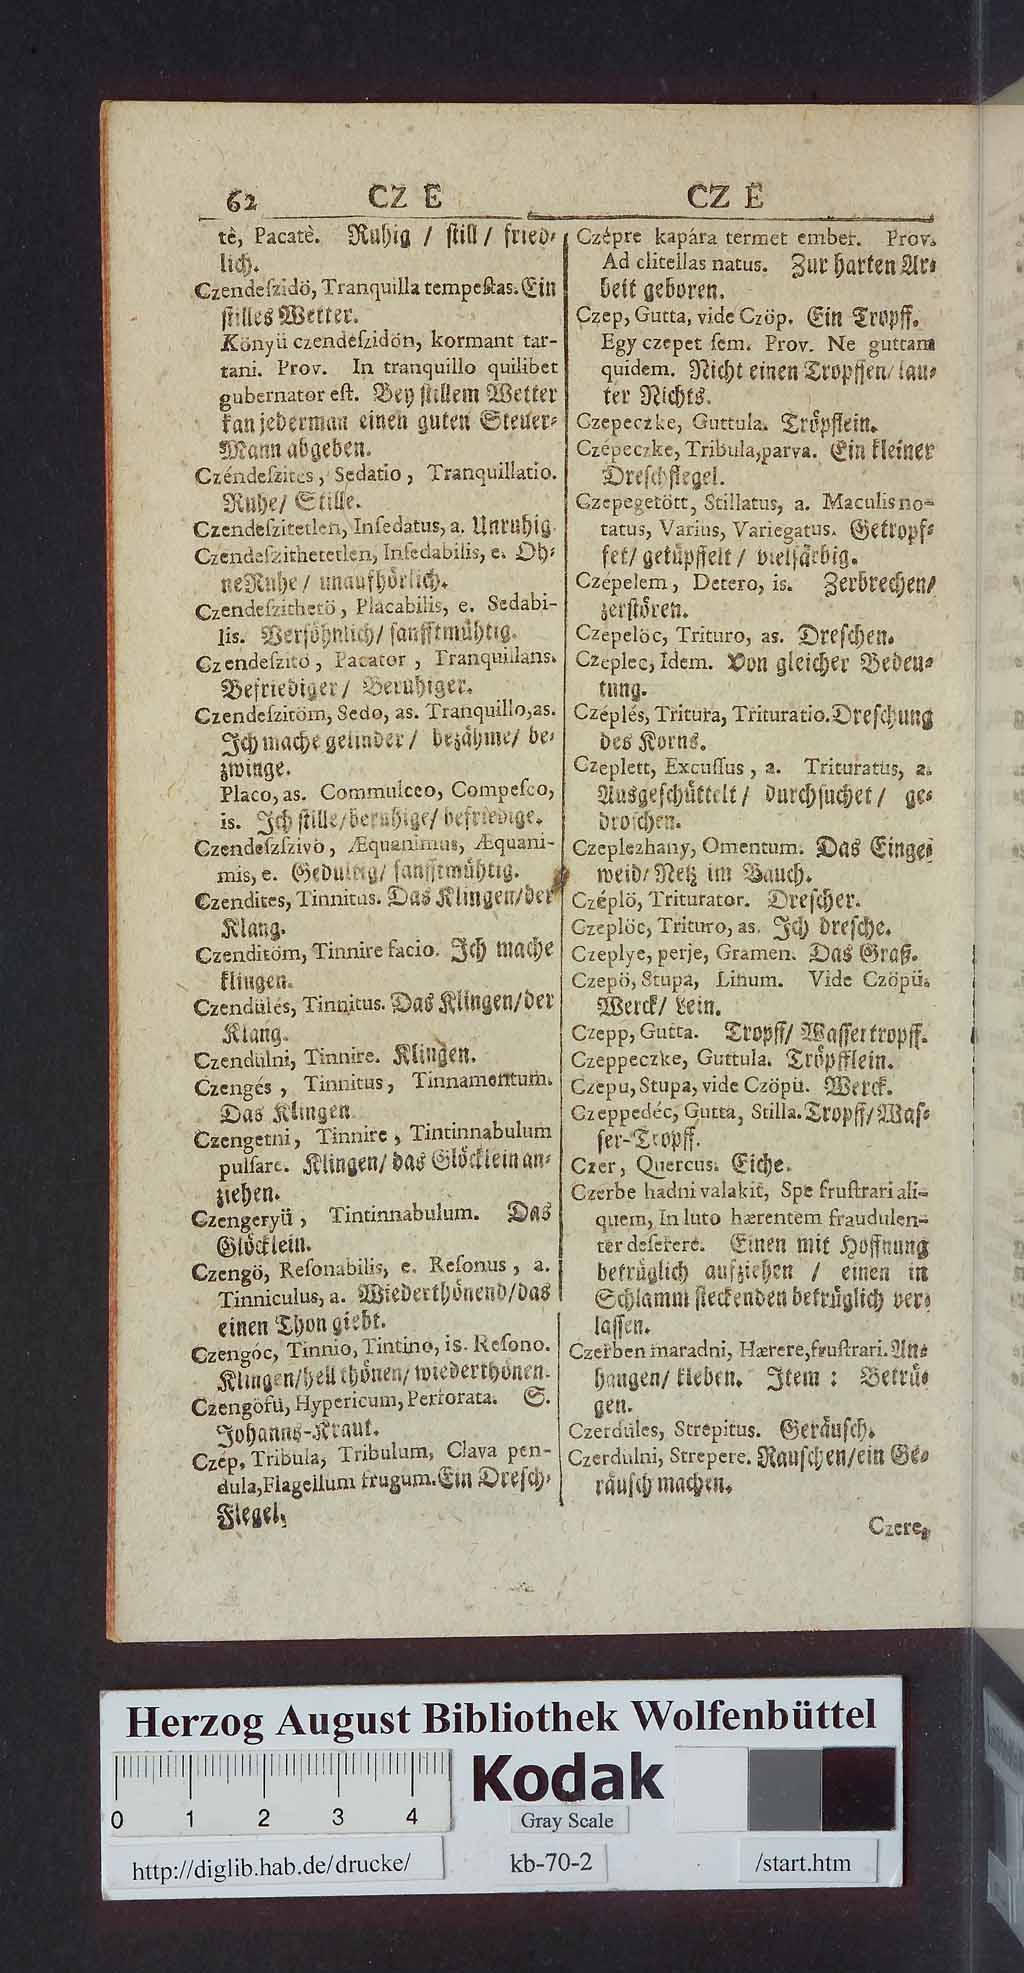 62 CZ E CZ E
tè, Pacatè. Ruhig / still / fried-
lich.
Czendeſzidö, Tranquilla tempeſtas. Ein
stilles Wetter.
Könyü czendeſzidön, kormant tar-
tani. Prov. In tranquillo quilibet
gubernator eſt. Bey stillem Wetter
kan jederman einen guten Steuer-
Mann abgeben.
Czéndeſzités, Sedatio, Tranquillatio.
Ruhe / Stille.
Czendeſzitetlen, Inſedatus, a. Unruhig.
Czendeſzithetetlen, Inſedabilis, e. Oh-
ne Ruhe / unaufhörlich.
Czendeſzithetö, Placabilis, e. Sedabi-
lis. Versöhnlich / sanfftmühtig.
Czendeſzitö, Pacator, Tranquillans.
Befriediger / Beruhiger.
Czendeſzitöm, Sedo, as. Tranquillo, as.
Ich mache gelinder / bezähme / be-
zwinge.
Placo, as. Commulceo, Compeſco,
is. Ich stille / beruhige / befriedige.
Czendeſzſzivö, Æquanimus, Æquani-
mis, e. Gedultig / sanfftmühtig.
Czendites, Tinnitus. Das Klingen / der
Klang.
Czenditöm, Tinnire facio. Ich mache
klingen.
Czendülés, Tinnitus. Das Klingen / der
Klang.
Czendülni, Tinnire. Klingen.
Czengés, Tinnitus, Tinnamentum.
Das Klingen.
Czengetni, Tinnire, Tintinnabulum
pulſare. Klingen / das Glöcklein an-
ziehen.
Czengeryü, Tintinnabulum. Das
Glöcklein.
Czengö, Reſonabilis, e. Reſonus, a.
Tinniculus, a. Wiederthönend / das
einen Thon giebt.
Czengóc, Tinnio, Tintino, is. Reſono.
Klingen / hell thönen / wiederthönen.
Czengöfü, Hypericum, Perforata. S.
Johanns-Kraut.
Czép, Tribula, Tribulum, Clava pen-
dula, Flagellum frugum. Ein Dresch-
Flegel.
Czépre kapára termet ember. Prov.
Ad clitellas natus. Zur harten Ar-
beit geboren.
Czep, Gutta, vide Czöp. Ein Tropff.
Egy czepet ſem. Prov. Ne guttam
quidem. Nicht einen Tropffen / lau-
ter Nichts.
Czepeczke, Guttula. Tröpflein.
Czépeczke, Tribula, parva. Ein kleiner
Dreschflegel.
Czepegetött, Stillatus, a. Maculis no-
tatus, Varius, Variegatus. Getropf-
fet / getüpffelt / vielfärbig.
Czepelem, Detero, is. Zerbrechen /
zerstören.
Czepelöc, Trituro, as. Dreschen.
Czeplec, Idem. Von gleicher Bedeu-
tung.
Czéplés, Tritura, Trituratio. Dreschung
des Korns.
Czeplett, Excuſſus, a. Trituratus, a.
Ausgeschüttelt / durchsuchet / ge-
droschen.
Czeplezhany, Omentum. Das Einge-
weid / Netz im Bauch.
Czéplö, Triturator. Drescher.
Czeplöc, Trituro, as. Ich dresche.
Czeplye, perje, Gramen. Das Graß.
Czepö, Stupa, Linum. Vide Czöpü.
Werck / Lein.
Czepp, Gutta. Tropff / Wassertropff.
Czeppeczke, Guttula. Tröpfflein.
Czepu, Stupa, vide Czöpü. Werck.
Czeppedéc, Gutta, Stilla. Tropff / Was-
ser-Tropff.
Czer, Quercus. Eiche.
Czerbe hadni valakit, Spe fruſtrari ali-
quem, In luto hærentem fraudulen-
ter deſerere. Einen mit Hoffnung
betrüglich aufziehen / einen in
Schlamm steckenden betrüglich ver-
lassen.
Czerben maradni, Hærere, fruſtrari. An-
hangen / kleben. Item : Betrü-
gen.
Czerdüles, Strepitus. Geräusch.
Czerdülni, Strepere. Rauschen / ein Ge-
räusch machen.
Czere,
Herzog August Bibliothek Wolfenbüttel
0 1 2 3 4
Kodak
Gray Scale
http://diglib.hab.de/drucke/ kb-70-2 /start.htm